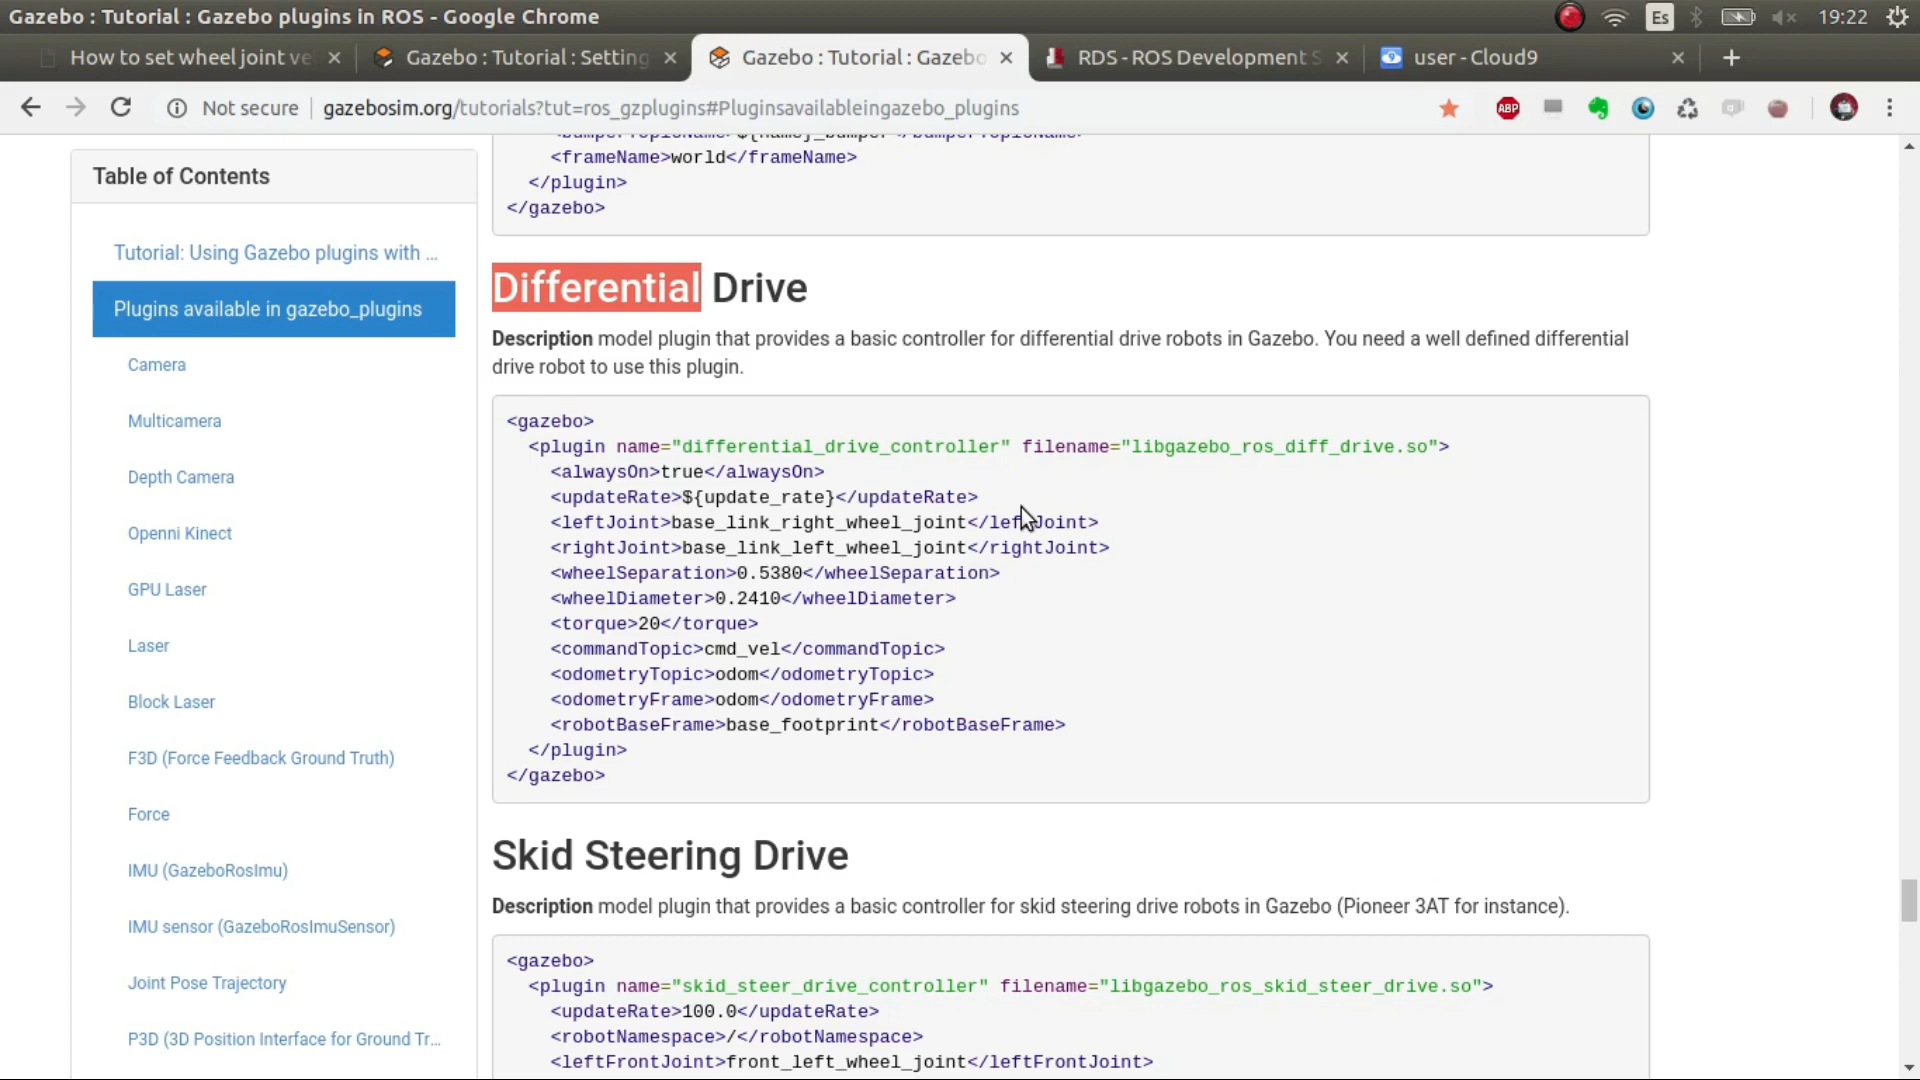 Gazebo : Tutorial : Gazebo plugins in ROS - Google Chrome
Es
19:22
How to set wheel joint ve
Gazebo : Tutorial : Setting
Gazebo : Tutorial : Gazebo
RDS - ROS Development S
user - Cloud9
Not secure
gazebosim.org/tutorials?tut=ros_gzplugins#Pluginsavailableingazebo_plugins
ABP
Table of Contents
Tutorial: Using Gazebo plugins with ...
Plugins available in gazebo_plugins
Camera
Multicamera
Depth Camera
Openni Kinect
GPU Laser
Laser
Block Laser
F3D (Force Feedback Ground Truth)
Force
IMU (GazeboRosImu)
IMU sensor (GazeboRosImuSensor)
Joint Pose Trajectory
P3D (3D Position Interface for Ground Tr...
<frameName>world</frameName>
</plugin>
</gazebo>
Differential Drive
Description model plugin that provides a basic controller for differential drive robots in Gazebo. You need a well defined differential
drive robot to use this plugin.
<gazebo>
<plugin name="differential_drive_controller" filename="libgazebo_ros_diff_drive.so">
<alwaysOn>true</alwaysOn>
<updateRate>${update_rate}</updateRate>
<leftJoint>base_link_right_wheel_joint</leftJoint>
<rightJoint>base_link_left_wheel_joint</rightJoint>
<wheelSeparation>0.5380</wheelSeparation>
<wheelDiameter>0.2410</wheelDiameter>
<torque>20</torque>
<commandTopic>cmd_vel</commandTopic>
<odometryTopic>odom</odometryTopic>
<odometryFrame>odom</odometryFrame>
<robotBaseFrame>base_footprint</robotBaseFrame>
</plugin>
</gazebo>
Skid Steering Drive
Description model plugin that provides a basic controller for skid steering drive robots in Gazebo (Pioneer 3AT for instance).
<gazebo>
<plugin name="skid_steer_drive_controller" filename="libgazebo_ros_skid_steer_drive.so">
<updateRate>100.0</updateRate>
<robotNamespace>/</robotNamespace>
<leftFrontJoint>front_left_wheel_joint</leftFrontJoint>